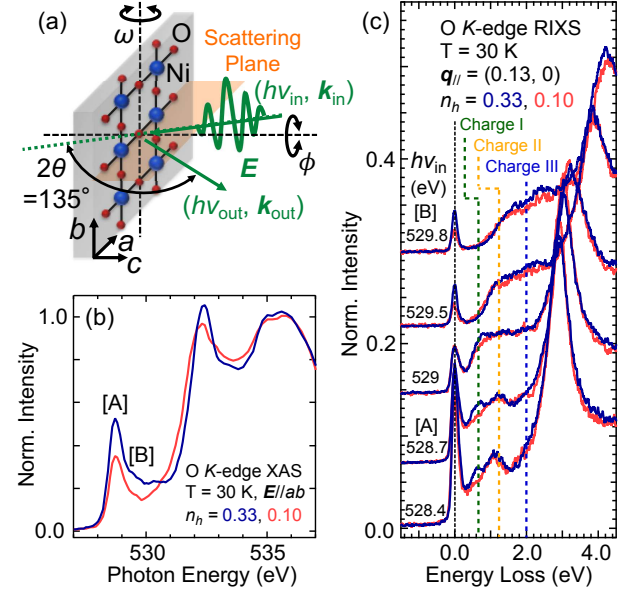 (a)
ω
O
Ni
Scattering
Plane
(hνin, kin)
E
ϕ
2θ
=135°
(hνout, kout)
b
a
c
(b)
Norm. Intensity
1.0
0.0
[A]
[B]
O K-edge XAS
T = 30 K, E//ab
nh = 0.33, 0.10
530
535
Photon Energy (eV)
(c)
O K-edge RIXS
T = 30 K
q// = (0.13, 0)
nh = 0.33, 0.10
Charge I
Charge II
Charge III
hνin
(eV)
[B]
529.8
529.5
529
[A]
528.7
528.4
Norm. Intensity
0.4
0.2
0.0
0.0
2.0
4.0
Energy Loss (eV)